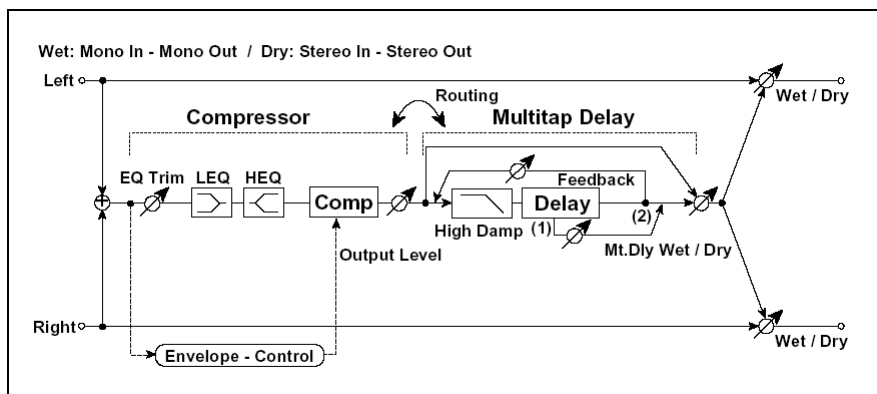 Wet: Mono In - Mono Out / Dry: Stereo In - Stereo Out
Left
Wet / Dry
Routing
Compressor
Multitap Delay
EQ Trim
LEQ
HEQ
Feedback
Comp
Delay
(1)
(2)
High Damp
Output Level
Mt.Dly Wet / Dry
Right
Wet / Dry
Envelope - Control